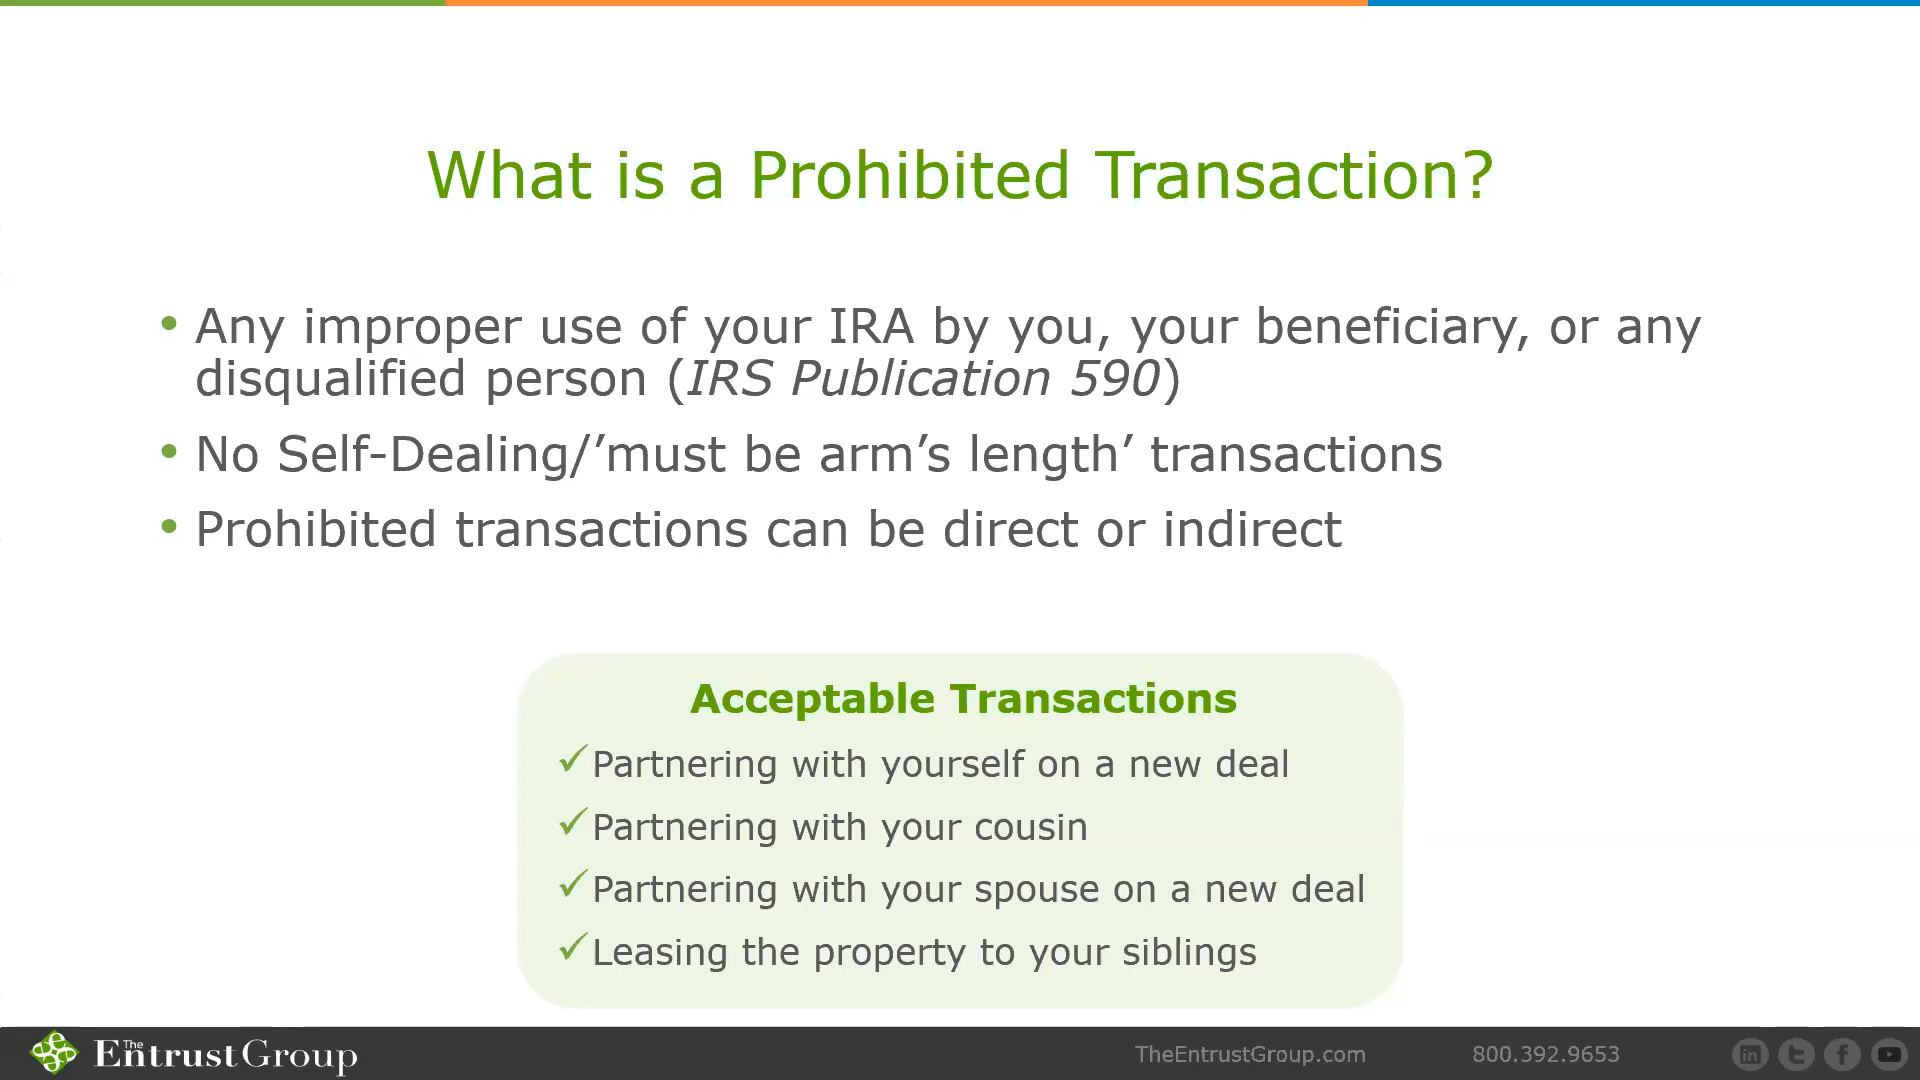 What is a Prohibited Transaction?
• Any improper use of your IRA by you, your beneficiary, or any
disqualified person (IRS Publication 590)
• No Self-Dealing/’must be arm’s length’ transactions
• Prohibited transactions can be direct or indirect
Acceptable Transactions
✓Partnering with yourself on a new deal
✓Partnering with your cousin
✓Partnering with your spouse on a new deal
✓Leasing the property to your siblings
The Entrust Group
TheEntrustGroup.com
800.392.9653